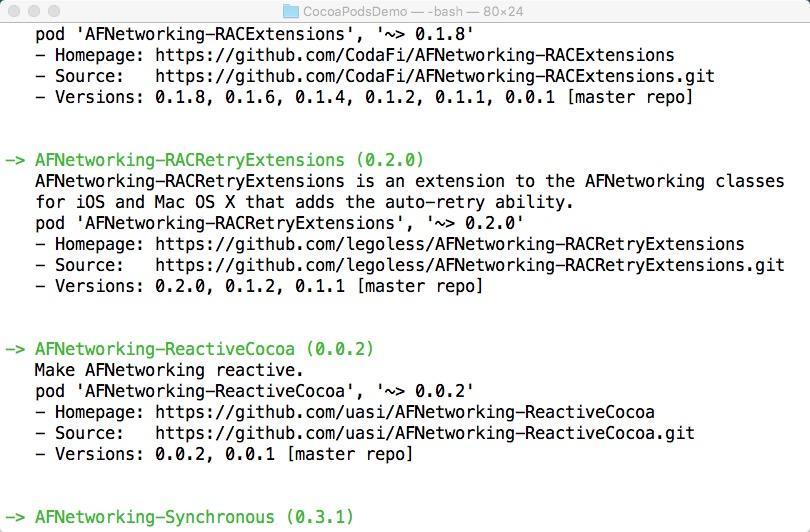 CocoaPodsDemo — -bash — 80×24
pod 'AFNetworking-RACExtensions', '~> 0.1.8'
- Homepage: https://github.com/CodaFi/AFNetworking-RACExtensions
- Source:   https://github.com/CodaFi/AFNetworking-RACExtensions.git
- Versions: 0.1.8, 0.1.6, 0.1.4, 0.1.2, 0.1.1, 0.0.1 [master repo]
-> AFNetworking-RACRetryExtensions (0.2.0)
AFNetworking-RACRetryExtensions is an extension to the AFNetworking classes
for iOS and Mac OS X that adds the auto-retry ability.
pod 'AFNetworking-RACRetryExtensions', '~> 0.2.0'
- Homepage: https://github.com/legoless/AFNetworking-RACRetryExtensions
- Source:   https://github.com/legoless/AFNetworking-RACRetryExtensions.git
- Versions: 0.2.0, 0.1.2, 0.1.1 [master repo]
-> AFNetworking-ReactiveCocoa (0.0.2)
Make AFNetworking reactive.
pod 'AFNetworking-ReactiveCocoa', '~> 0.0.2'
- Homepage: https://github.com/uasi/AFNetworking-ReactiveCocoa
- Source:   https://github.com/uasi/AFNetworking-ReactiveCocoa.git
- Versions: 0.0.2, 0.0.1 [master repo]
-> AFNetworking-Synchronous (0.3.1)